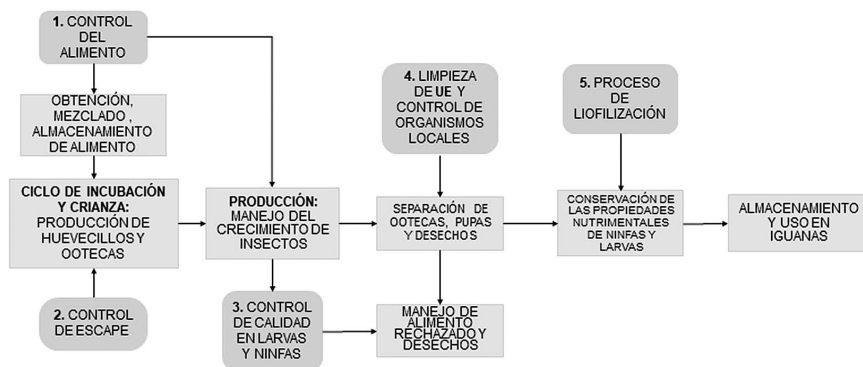 1. CONTROL
DEL
ALIMENTO
OBTENCIÓN,
MEZCLADO ,
ALMACENAMIENTO
DE ALIMENTO
CICLO DE INCUBACIÓN
Y CRIANZA:
PRODUCCIÓN DE
HUEVECILLOS Y
OOTECAS
2. CONTROL
DE ESCAPE
PRODUCCIÓN:
MANEJO DEL
CRECIMIENTO DE
INSECTOS
3. CONTROL
DE CALIDAD
EN LARVAS
Y NINFAS
4. LIMPIEZA
DE UE Y
CONTROL DE
ORGANISMOS
LOCALES
SEPARACIÓN DE
OOTECAS, PUPAS
Y DESECHOS
MANEJO DE
ALIMENTO
RECHAZADO Y
DESECHOS
5. PROCESO
DE
LIOFILIZACIÓN
CONSERVACIÓN DE
LAS PROPIEDADES
NUTRIMENTALES
DE NINFAS Y
LARVAS
ALMACENAMIENTO
Y USO EN
IGUANAS